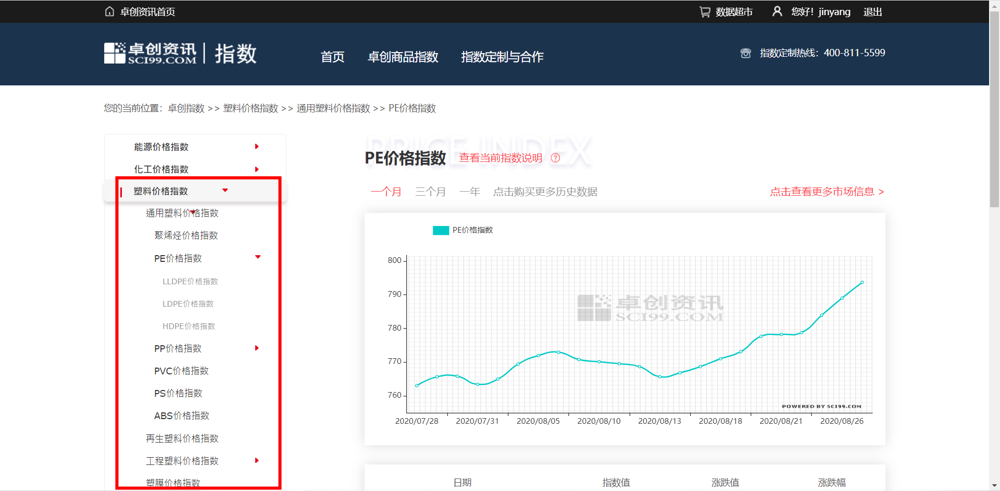 卓创资讯首页
数据超市
您好！jinyang
退出
卓创资讯
SCI99.COM
指数
首页
卓创商品指数
指数定制与合作
指数定制热线：400-811-5599
您的当前位置：卓创指数 >> 塑料价格指数 >> 通用塑料价格指数 >> PE价格指数
能源价格指数
化工价格指数
塑料价格指数
通用塑料价格指数
聚烯烃价格指数
PE价格指数
LLDPE价格指数
LDPE价格指数
HDPE价格指数
PP价格指数
PVC价格指数
PS价格指数
ABS价格指数
再生塑料价格指数
工程塑料价格指数
塑膜价格指数
PRICE INDEX
PE价格指数
查看当前指数说明 ?
一个月 三个月 一年 点击购买更多历史数据
点击查看更多市场信息 >
PE价格指数
800
790
780
770
760
卓创资讯
SCI99.COM
POWERED BY SCI99.COM
2020/07/28 2020/07/31 2020/08/05 2020/08/10 2020/08/13 2020/08/18 2020/08/21 2020/08/26
日期 指数值 涨跌值 涨跌幅